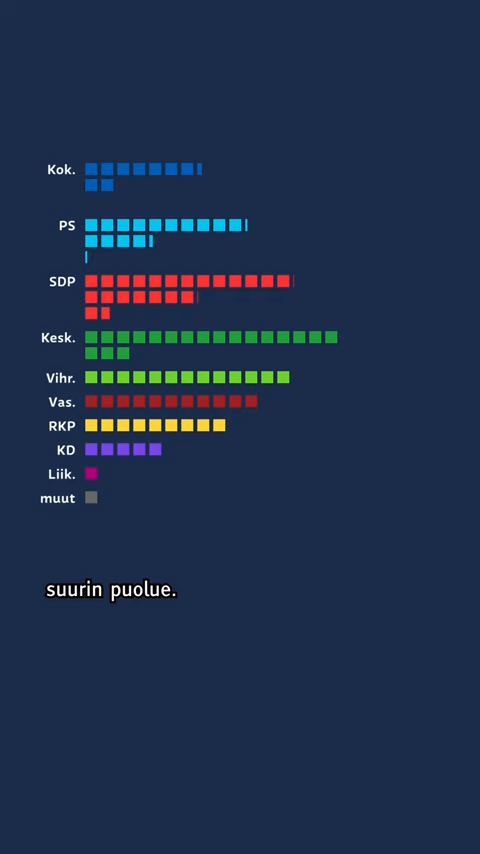 Kok.
PS
SDP
Kesk.
Vihr.
Vas.
RKP
KD
Liik.
muut
suurin puolue.